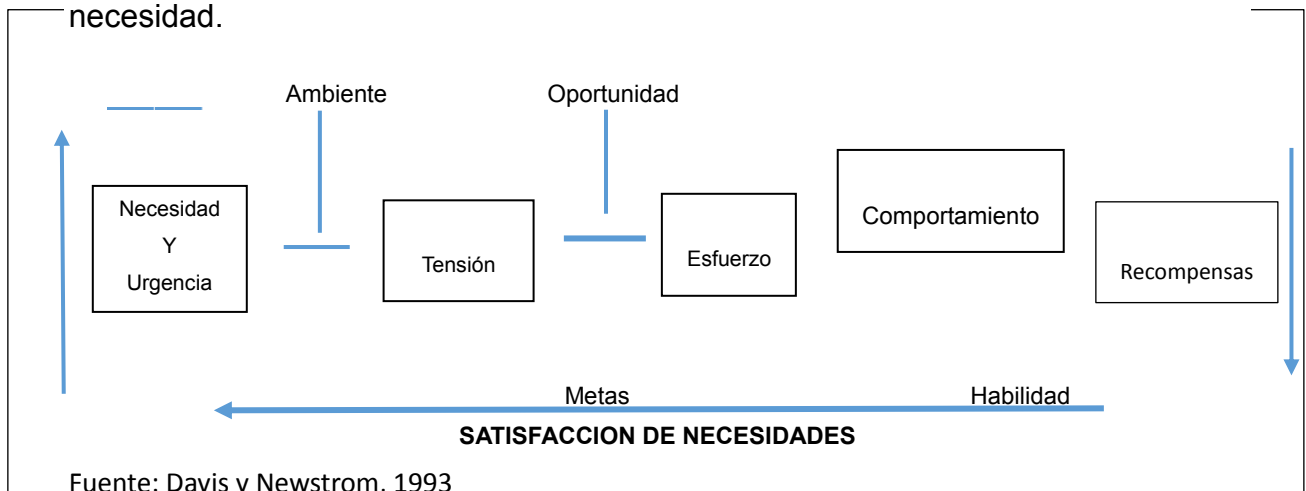 necesidad.
Ambiente
Oportunidad
Necesidad
Y
Urgencia
Tensión
Esfuerzo
Comportamiento
Recompensas
Metas
Habilidad
SATISFACCION DE NECESIDADES
Fuente: Davis y Newstrom, 1993